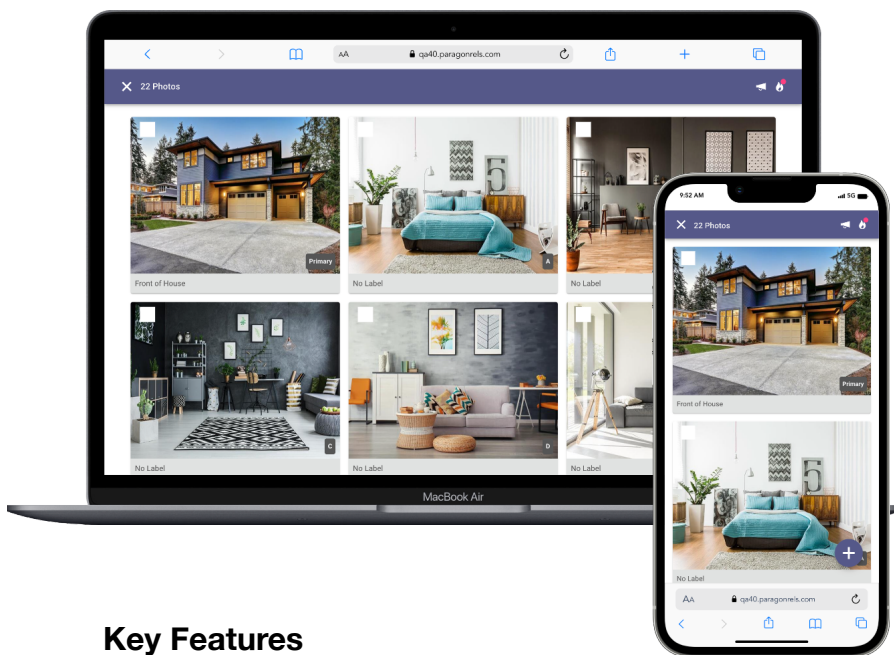 AA
qa40.paragonrels.com
22 Photos
Primary
Front of House
A
No Label
No Label
C
No Label
D
No Label
No Label
MacBook Air
9:52 AM
5G
22 Photos
Primary
Front of House
5
No Label
AA
qa40.paragonrels.com
Key Features